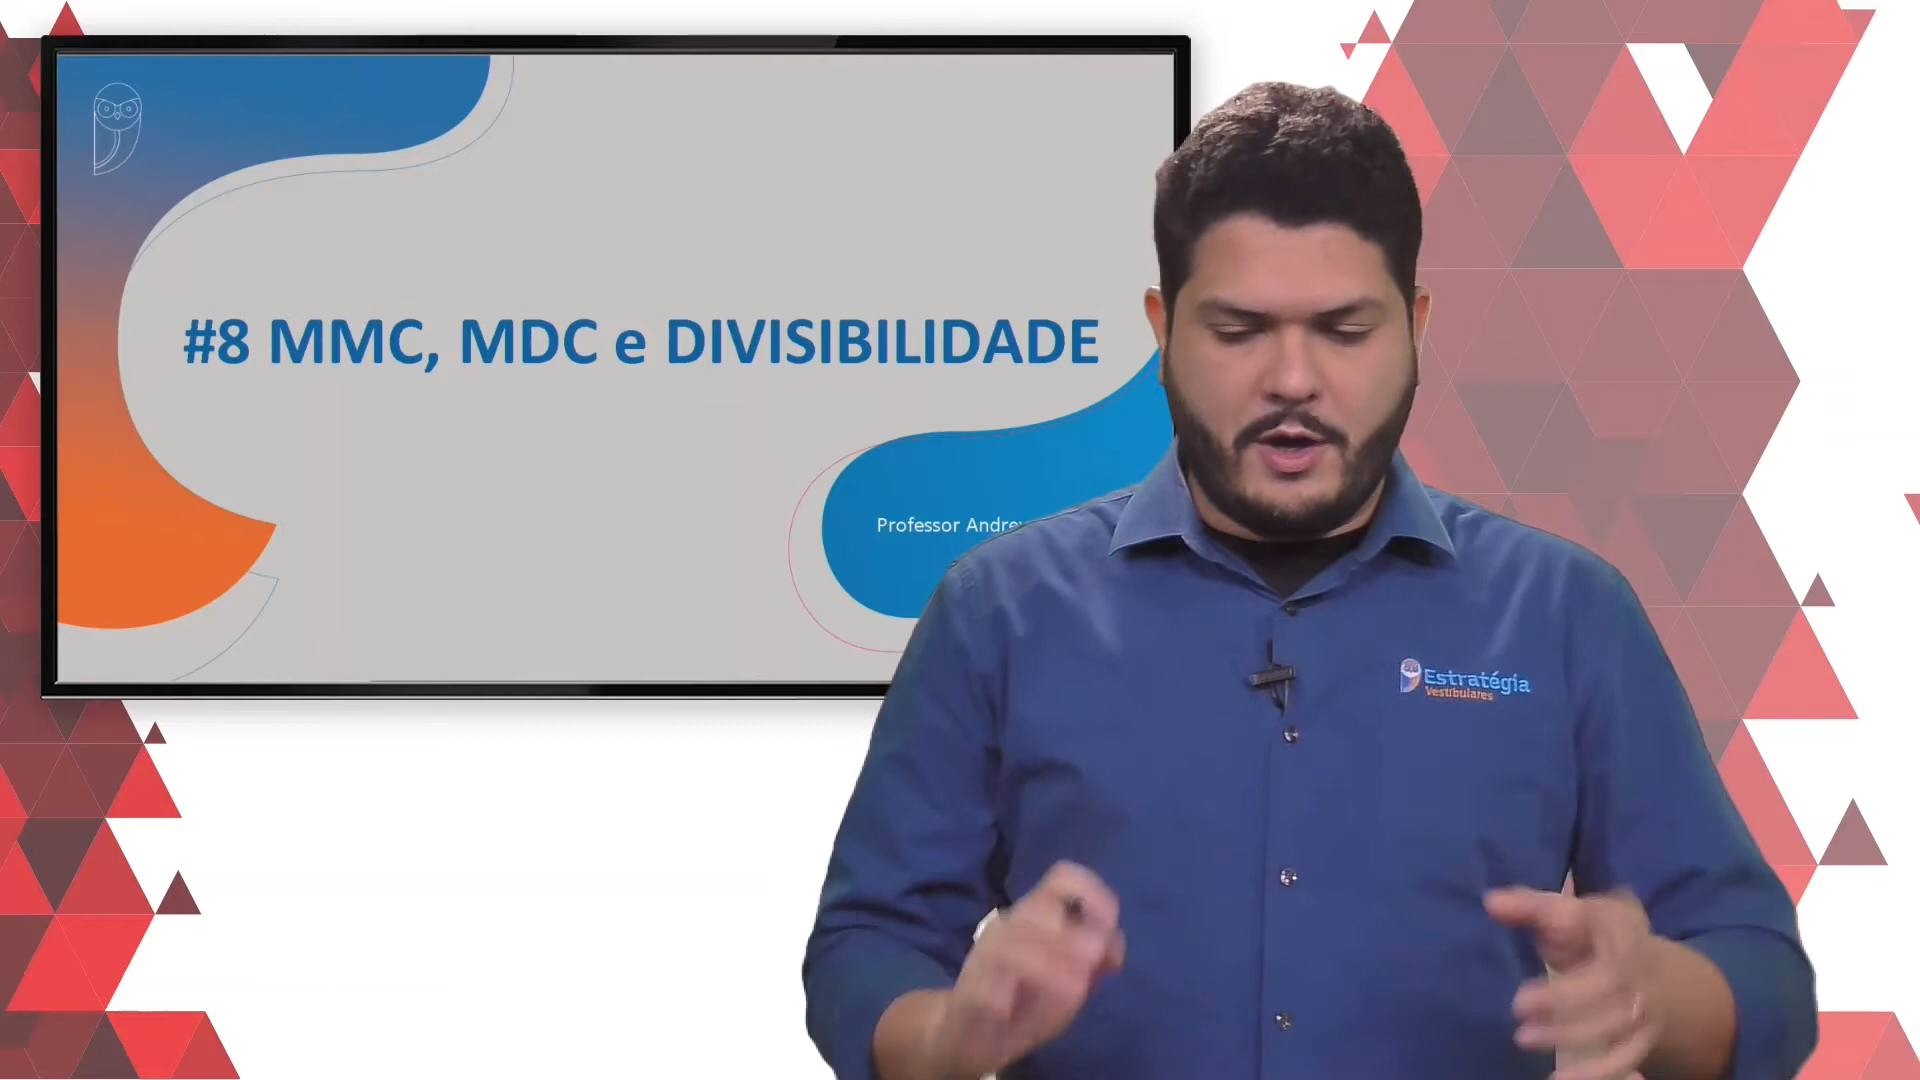 #8 MMC, MDC e DIVISIBILIDADE
Professor
Estratégia
Vestibulares